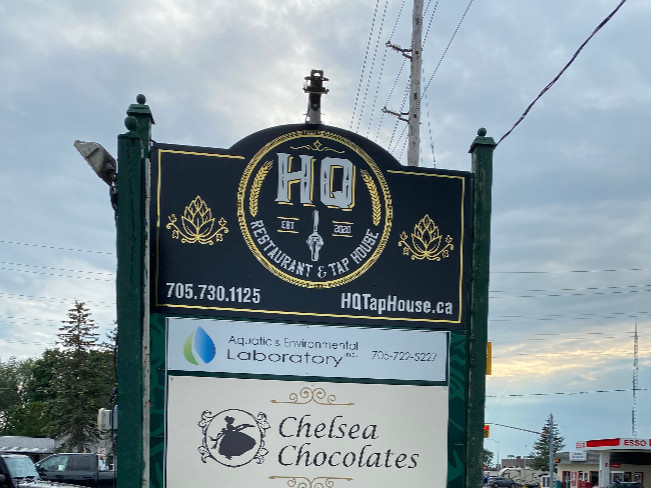 HQ
EST. 2020
RESTAURANT & TAP HOUSE
705.730.1125 HQTapHouse.ca
Aquatic & Environmental
Laboratory Inc. 705-722-5227
Chelsea
Chocolates
ESSO